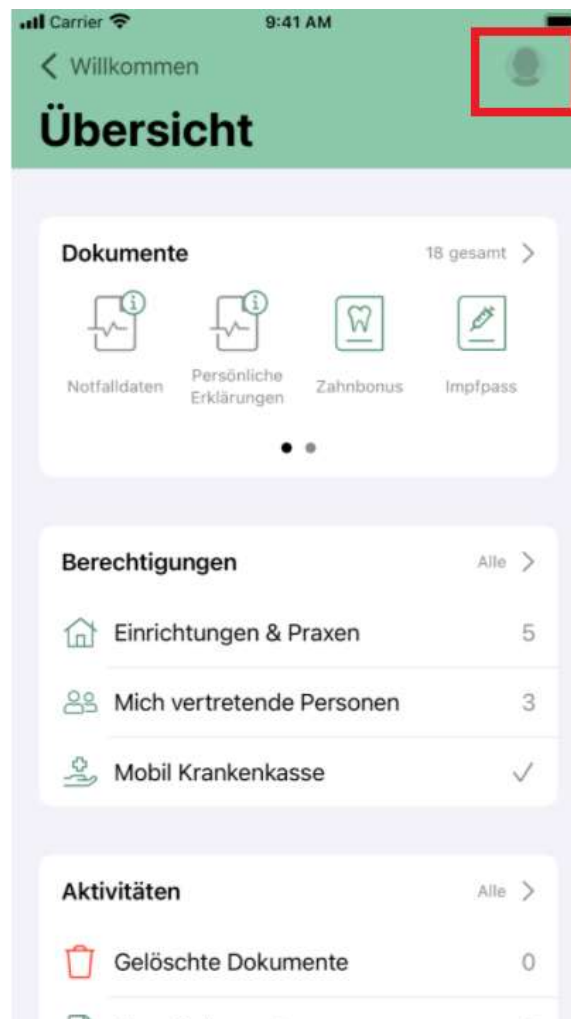 Carrier 9:41 AM
Willkommen
Übersicht
Dokumente 18 gesamt
Notfalldaten Persönliche Erklärungen Zahnbonus Impfpass
Berechtigungen Alle
Einrichtungen & Praxen 5
Mich vertretende Personen 3
Mobil Krankenkasse
Aktivitäten Alle
Gelöschte Dokumente 0